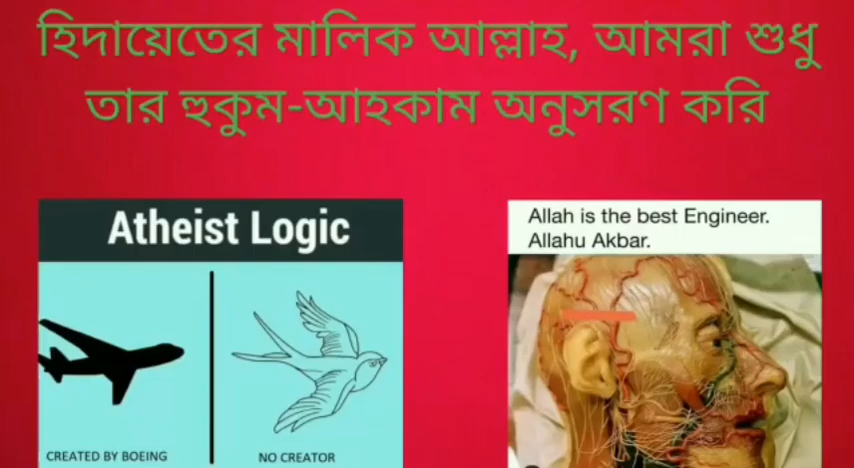 হিদায়েতের মালিক আল্লাহ, আমরা শুধু
তার হুকুম-আহকাম অনুসরণ করি
Atheist Logic
CREATED BY BOEING
NO CREATOR
Allah is the best Engineer.
Allahu Akbar.